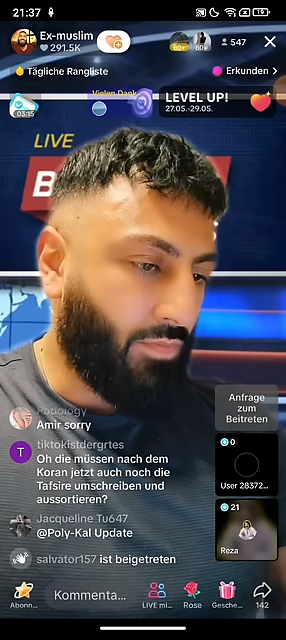 21:37
19
Ex-muslim
291.5K
80+
80+
547
Tägliche Rangliste
Erkunden >
03:15
Vielen Dank
LEVEL UP!
27.05.-29.05.
LIVE
B
Podology
Amir sorry
T
tiktokistdergrtes
Oh die müssen nach dem
Koran jetzt auch noch die
Tafsire umschreiben und
aussortieren?
Jacqueline Tu647
@Poly-Kal Update
salvator157 ist beigetreten
Anfrage
zum
Beitreten
0
User 28372...
21
Reza
Abonn...
Kommenta...
LIVE mi...
Rose
Gesche...
142